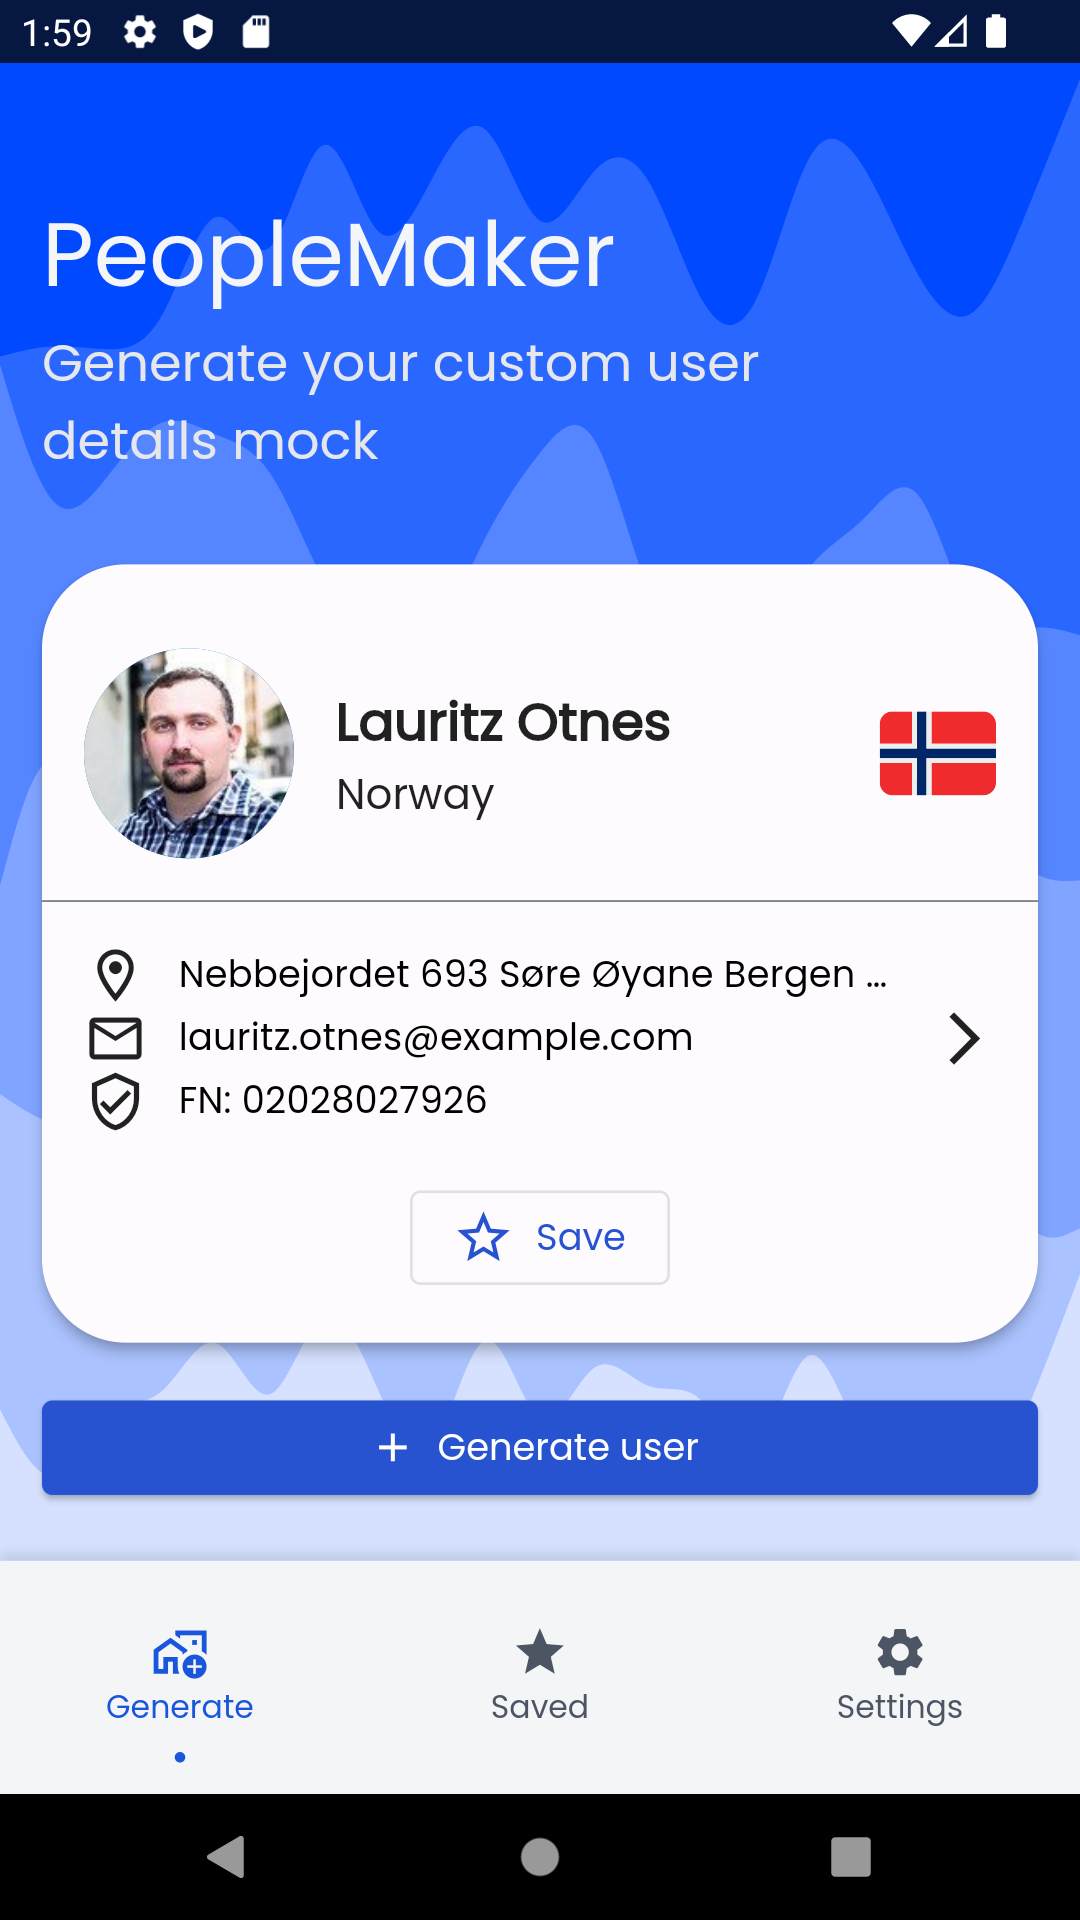 1:59
PeopleMaker
Generate your custom user
details mock
Lauritz Otnes
Norway
Nebbejordet 693 Søre Øyane Bergen ...
lauritz.otnes@example.com
FN: 02028027926
Save
Generate user
Generate
Saved
Settings